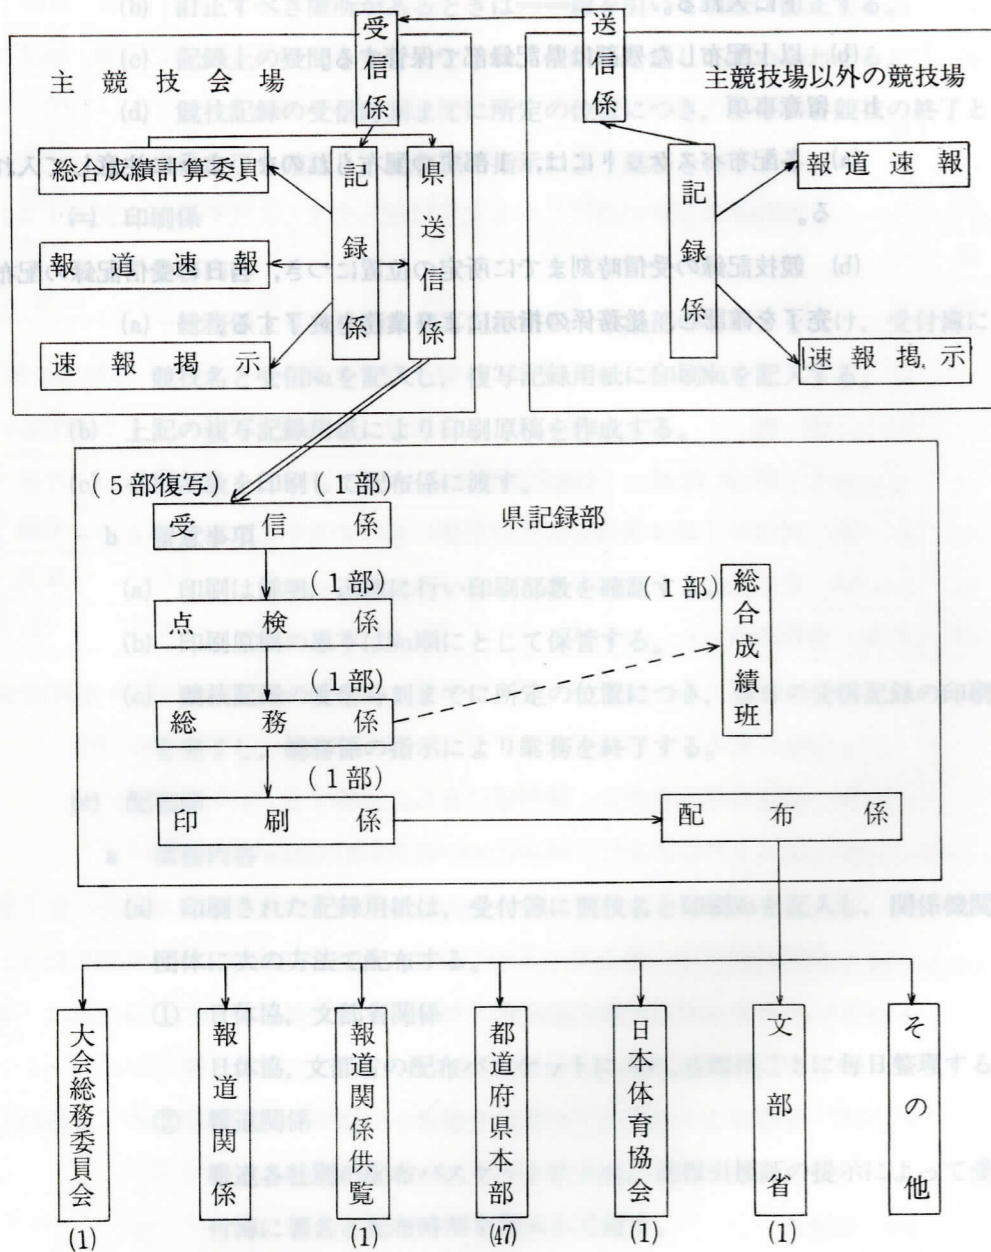 受信係
送信係
主競技会場
主競技場以外の競技場
総合成績計算委員
記録係
県送信係
報道速報
速報掲示
記録係
報道速報
速報掲示
(5部複写) (1部)
受信係
県記録部
(1部)
点検係
(1部)
総合成績班
(1部)
総務係
(1部)
印刷係
配布係
大会総務委員会
報道関係
報道関係供覧
都道府県本部
日本体育協会
文部省
その他
(1)
(1)
(47)
(1)
(1)